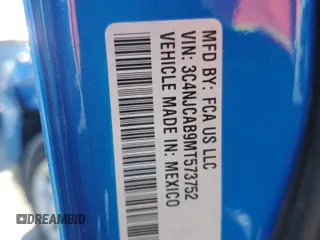 MFD BY: FCA US LLC
VIN: 3C4NJCAB9MT573752
VEHICLE MADE IN: MEXICO
DREAMBID